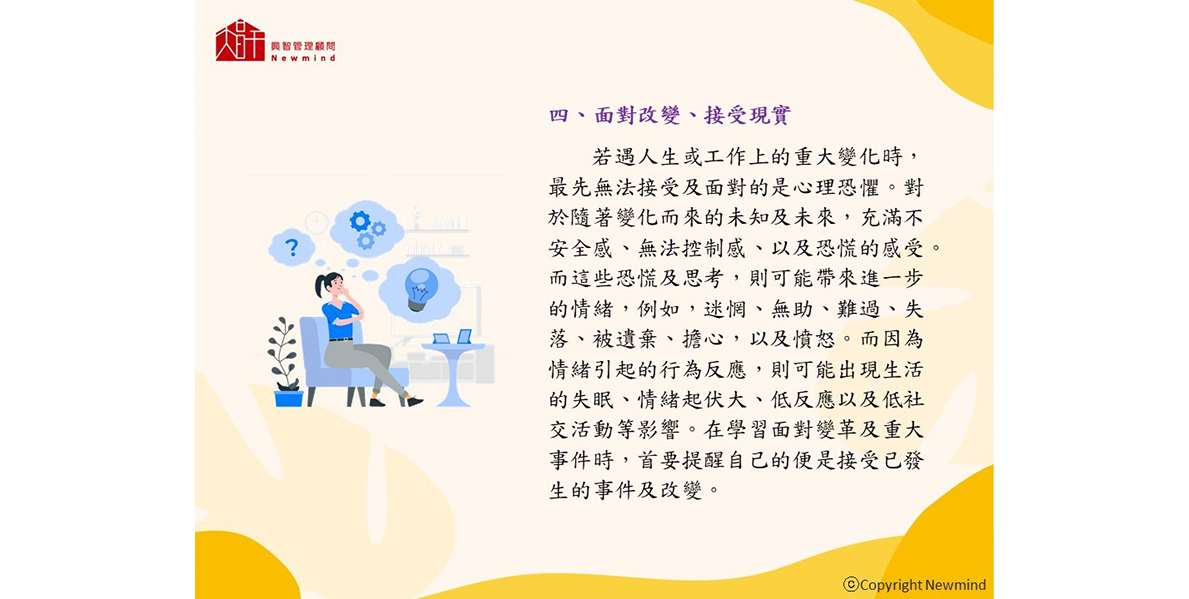 興智管理顧問
Newmind
四、面對改變、接受現實
若遇人生或工作上的重大變化時，
最先無法接受及面對的是心理恐懼。對
於隨著變化而來的未知及未來，充滿不
安全感、無法控制感、以及恐慌的感受。
而這些恐慌及思考，則可能帶來進一步
的情緒，例如，迷惘、無助、難過、失
落、被遺棄、擔心，以及憤怒。而因為
情緒引起的行為反應，則可能出現生活
的失眠、情緒起伏大、低反應以及低社
交活動等影響。在學習面對變革及重大
事件時，首要提醒自己的便是接受已發
生的事件及改變。
?
©Copyright Newmind